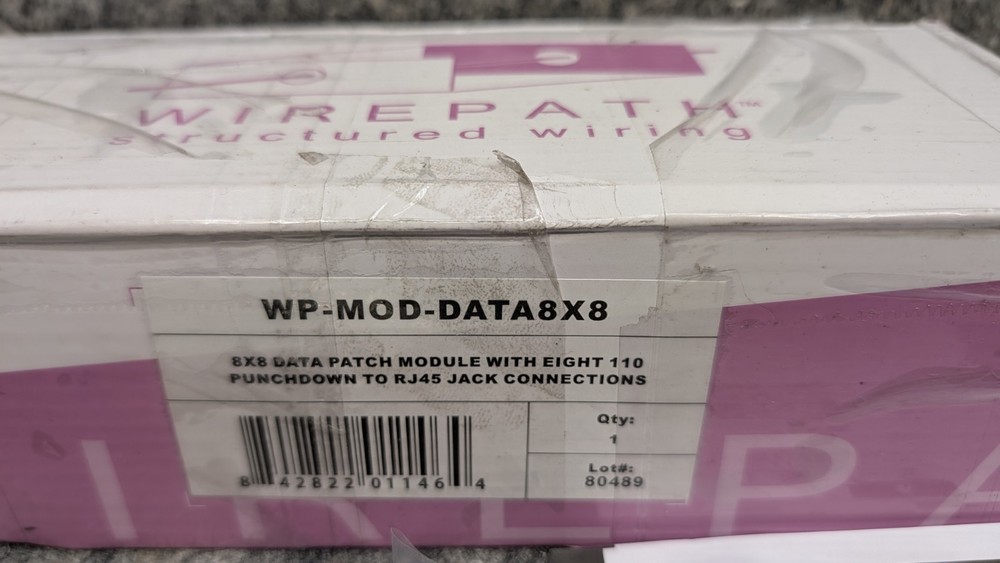 WIREPATH™
structured wiring
WP-MOD-DATA8X8
8X8 DATA PATCH MODULE WITH EIGHT 110
PUNCHDOWN TO RJ45 JACK CONNECTIONS
Qty:
1
8 42822 01146 4
Lot#:
80489
WIREPA